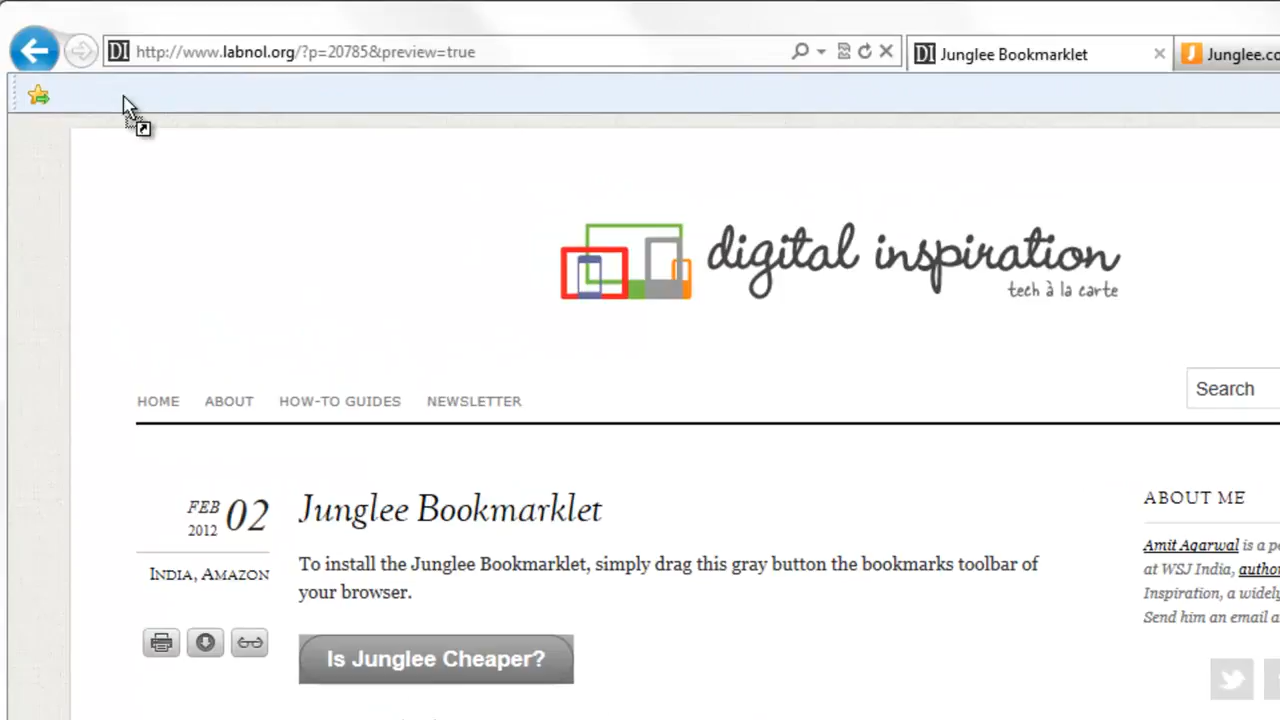 DI http://www.labnol.org/?p=20785&preview=true
DI Junglee Bookmarklet
J Junglee.co
digital inspiration
tech à la carte
HOME ABOUT HOW-TO GUIDES NEWSLETTER
Search
FEB 02
2012
INDIA, AMAZON
Junglee Bookmarklet
To install the Junglee Bookmarklet, simply drag this gray button the bookmarks toolbar of
your browser.
Is Junglee Cheaper?
ABOUT ME
Amit Agarwal is a
at WSJ India,
Inspiration, a widely
Send him an email